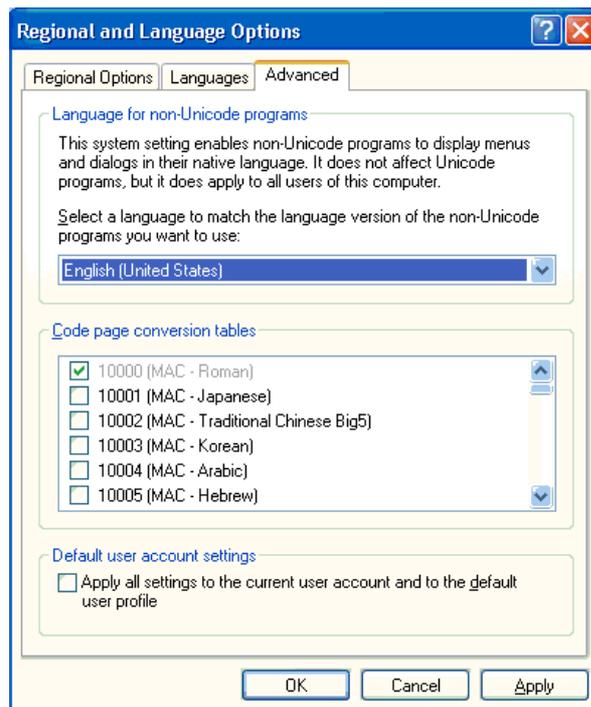 Regional and Language Options
Regional Options Languages Advanced
Language for non-Unicode programs
This system setting enables non-Unicode programs to display menus
and dialogs in their native language. It does not affect Unicode
programs, but it does apply to all users of this computer.
Select a language to match the language version of the non-Unicode
programs you want to use:
English (United States)
Code page conversion tables
10000 (MAC - Roman)
10001 (MAC - Japanese)
10002 (MAC - Traditional Chinese Big5)
10003 (MAC - Korean)
10004 (MAC - Arabic)
10005 (MAC - Hebrew)
Default user account settings
Apply all settings to the current user account and to the default
user profile
OK Cancel Apply